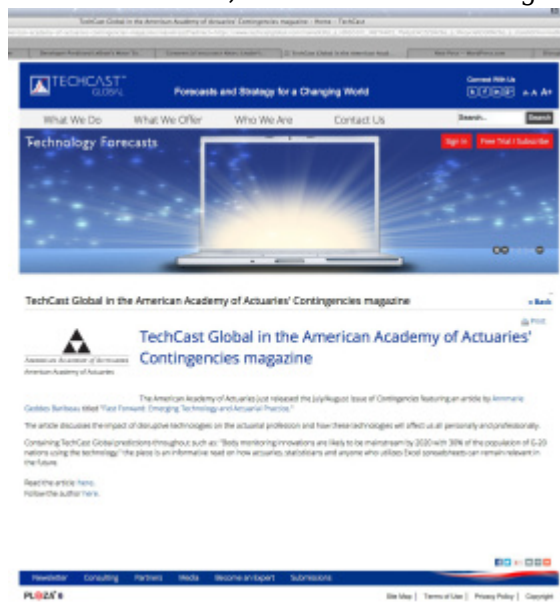 TechCast Global in the American Academy of Actuaries' Contingencies magazine - Home - TechCast
TECHCAST
GLOBAL
Forecasts and Strategy for a Changing World
Connect With Us
A A A+
What We Do
What We Offer
Who We Are
Contact Us
Search...
Search
Technology Forecasts
Sign In
Free Trial / Subscribe
TechCast Global in the American Academy of Actuaries' Contingencies magazine
« Back
Print
TechCast Global in the American Academy of Actuaries'
Contingencies magazine
American Academy of Actuaries
American Academy of Actuaries
The American Academy of Actuaries just released the July/August issue of Contingencies featuring an article by Annmarie
Geddes Baribeau titled "Fast Forward: Emerging Technology and Actuarial Practice."
The article discusses the impact of disruptive technologies on the actuarial profession and how these technologies will affect us all personally and professionally.
Containing TechCast Global predictions throughout such as: "Body monitoring innovations are likely to be mainstream by 2020 with 30% of the population of G-20
nations using the technology," the piece is an informative read on how actuaries, statisticians and anyone who utilizes Excel spreadsheets can remain relevant in
the future.
Read the article here.
Follow the author here.
Newsletter
Consulting
Partners
Media
Become an Expert
Submissions
Site Map | Terms of Use | Privacy Policy | Copyright